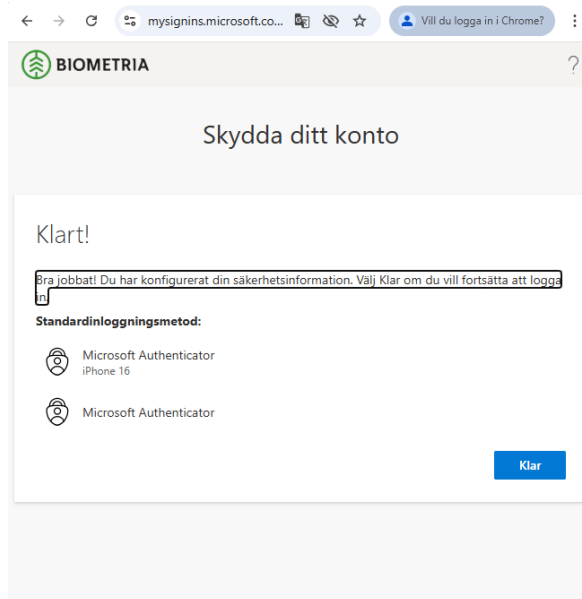 mysignins.microsoft.co...
Vill du logga in i Chrome?
BIOMETRIA
?
Skydda ditt konto
Klart!
Bra jobbat! Du har konfigurerat din säkerhetsinformation. Välj Klar om du vill fortsätta att logga
in.
Standardinloggningsmetod:
Microsoft Authenticator
iPhone 16
Microsoft Authenticator
Klar